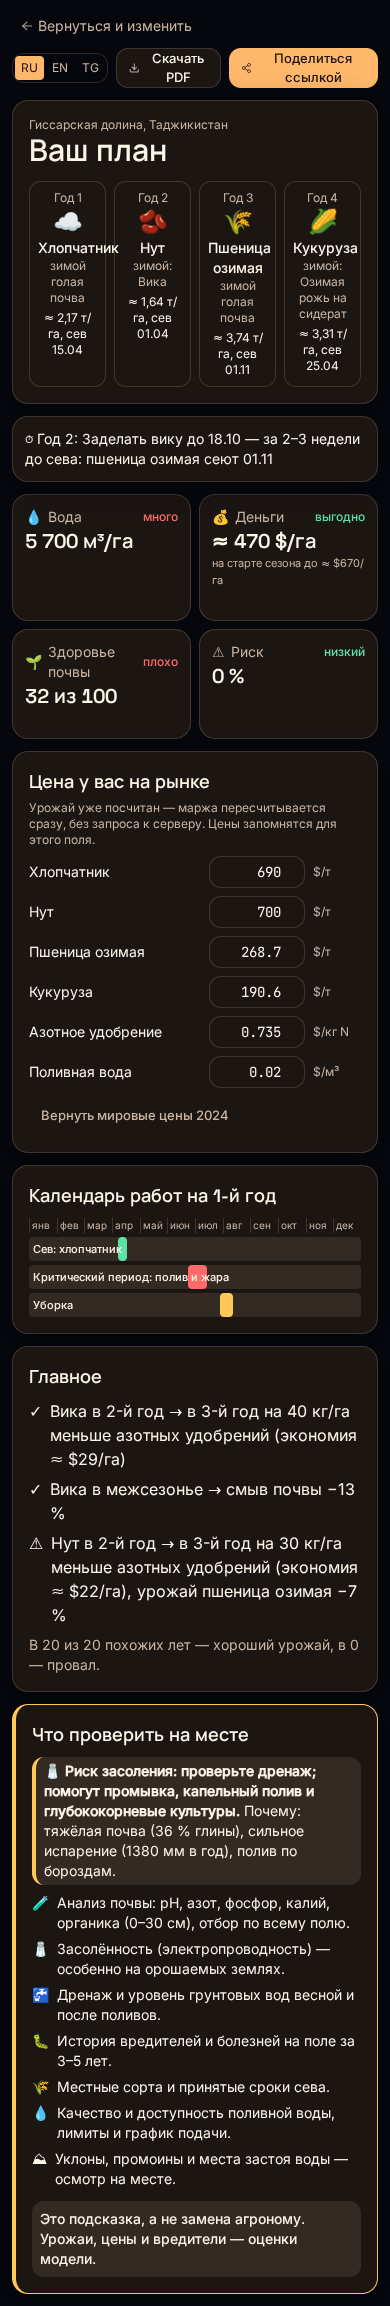 ← Вернуться и изменить
RU EN TG
Скачать
PDF
Поделиться
ссылкой
Гиссарская долина, Таджикистан
Ваш план
Год 1
Хлопчатник
зимой
голая
почва
≈ 2,17 т/
га, сев
15.04
Год 2
Нут
зимой:
Вика
≈ 1,64 т/
га, сев
01.04
Год 3
Пшеница
озимая
зимой
голая
почва
≈ 3,74 т/
га, сев
01.11
Год 4
Кукуруза
зимой:
Озимая
рожь на
сидерат
≈ 3,31 т/
га, сев
25.04
⏱ Год 2: Заделать вику до 18.10 — за 2–3 недели
до сева: пшеница озимая сеют 01.11
💧 Вода много
5 700 м³/га
💰 Деньги выгодно
≈ 470 $/га
на старте сезона до ≈ $670/
га
🌱 Здоровье
почвы
плохо
32 из 100
⚠ Риск низкий
0 %
Цена у вас на рынке
Урожай уже посчитан — маржа пересчитывается
сразу, без запроса к серверу. Цены запомнятся для
этого поля.
Хлопчатник 690 $/т
Нут 700 $/т
Пшеница озимая 268.7 $/т
Кукуруза 190.6 $/т
Азотное удобрение 0.735 $/кг N
Поливная вода 0.02 $/м³
Вернуть мировые цены 2024
Календарь работ на 1-й год
янв фев мар апр май июн июл авг сен окт ноя дек
Сев: хлопчатник
Критический период: полив и жара
Уборка
Главное
✓ Вика в 2-й год → в 3-й год на 40 кг/га
меньше азотных удобрений (экономия
≈ $29/га)
✓ Вика в межсезонье → смыв почвы −13
%
⚠ Нут в 2-й год → в 3-й год на 30 кг/га
меньше азотных удобрений (экономия
≈ $22/га), урожай пшеница озимая −7
%
В 20 из 20 похожих лет — хороший урожай, в 0
— провал.
Что проверить на месте
🧂 Риск засоления: проверьте дренаж;
помогут промывка, капельный полив и
глубококорневые культуры. Почему:
тяжёлая почва (36 % глины), сильное
испарение (1380 мм в год), полив по
бороздам.
🧪 Анализ почвы: pH, азот, фосфор, калий,
органика (0–30 см), отбор по всему полю.
🧂 Засолённость (электропроводность) —
особенно на орошаемых землях.
🚰 Дренаж и уровень грунтовых вод весной и
после поливов.
🐛 История вредителей и болезней на поле за
3–5 лет.
🌾 Местные сорта и принятые сроки сева.
💧 Качество и доступность поливной воды,
лимиты и график подачи.
⛰ Уклоны, промоины и места застоя воды —
осмотр на месте.
Это подсказка, а не замена агроному.
Урожаи, цены и вредители — оценки
модели.